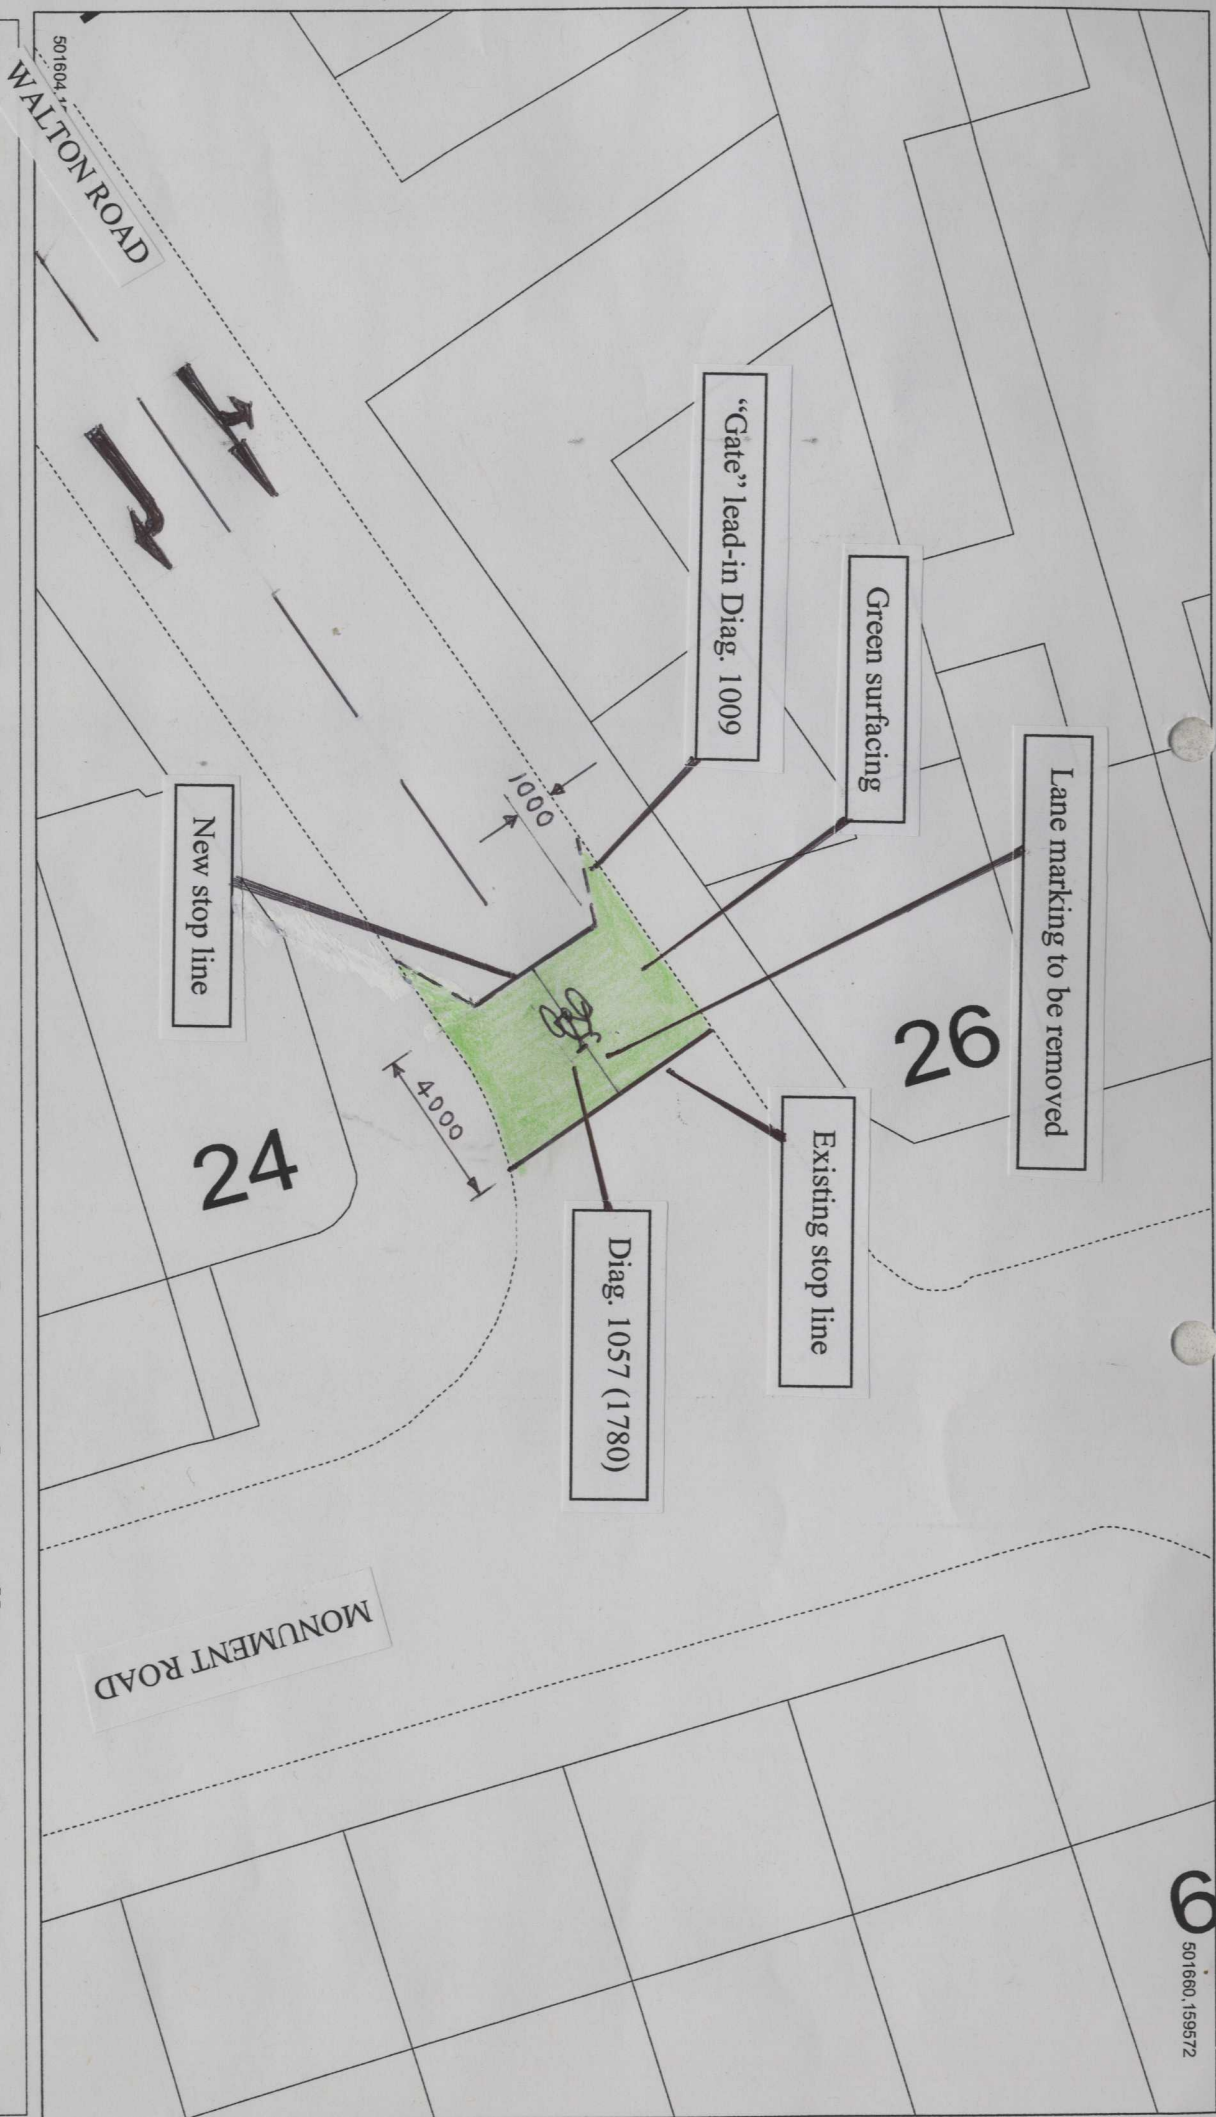 Lane marking to be removed
Green surfacing
"Gate" lead-in Diag. 1009
Existing stop line
Diag. 1057 (1780)
New stop line
WALTON ROAD
MONUMENT ROAD
1000
4000
26
24
6
501660,159572